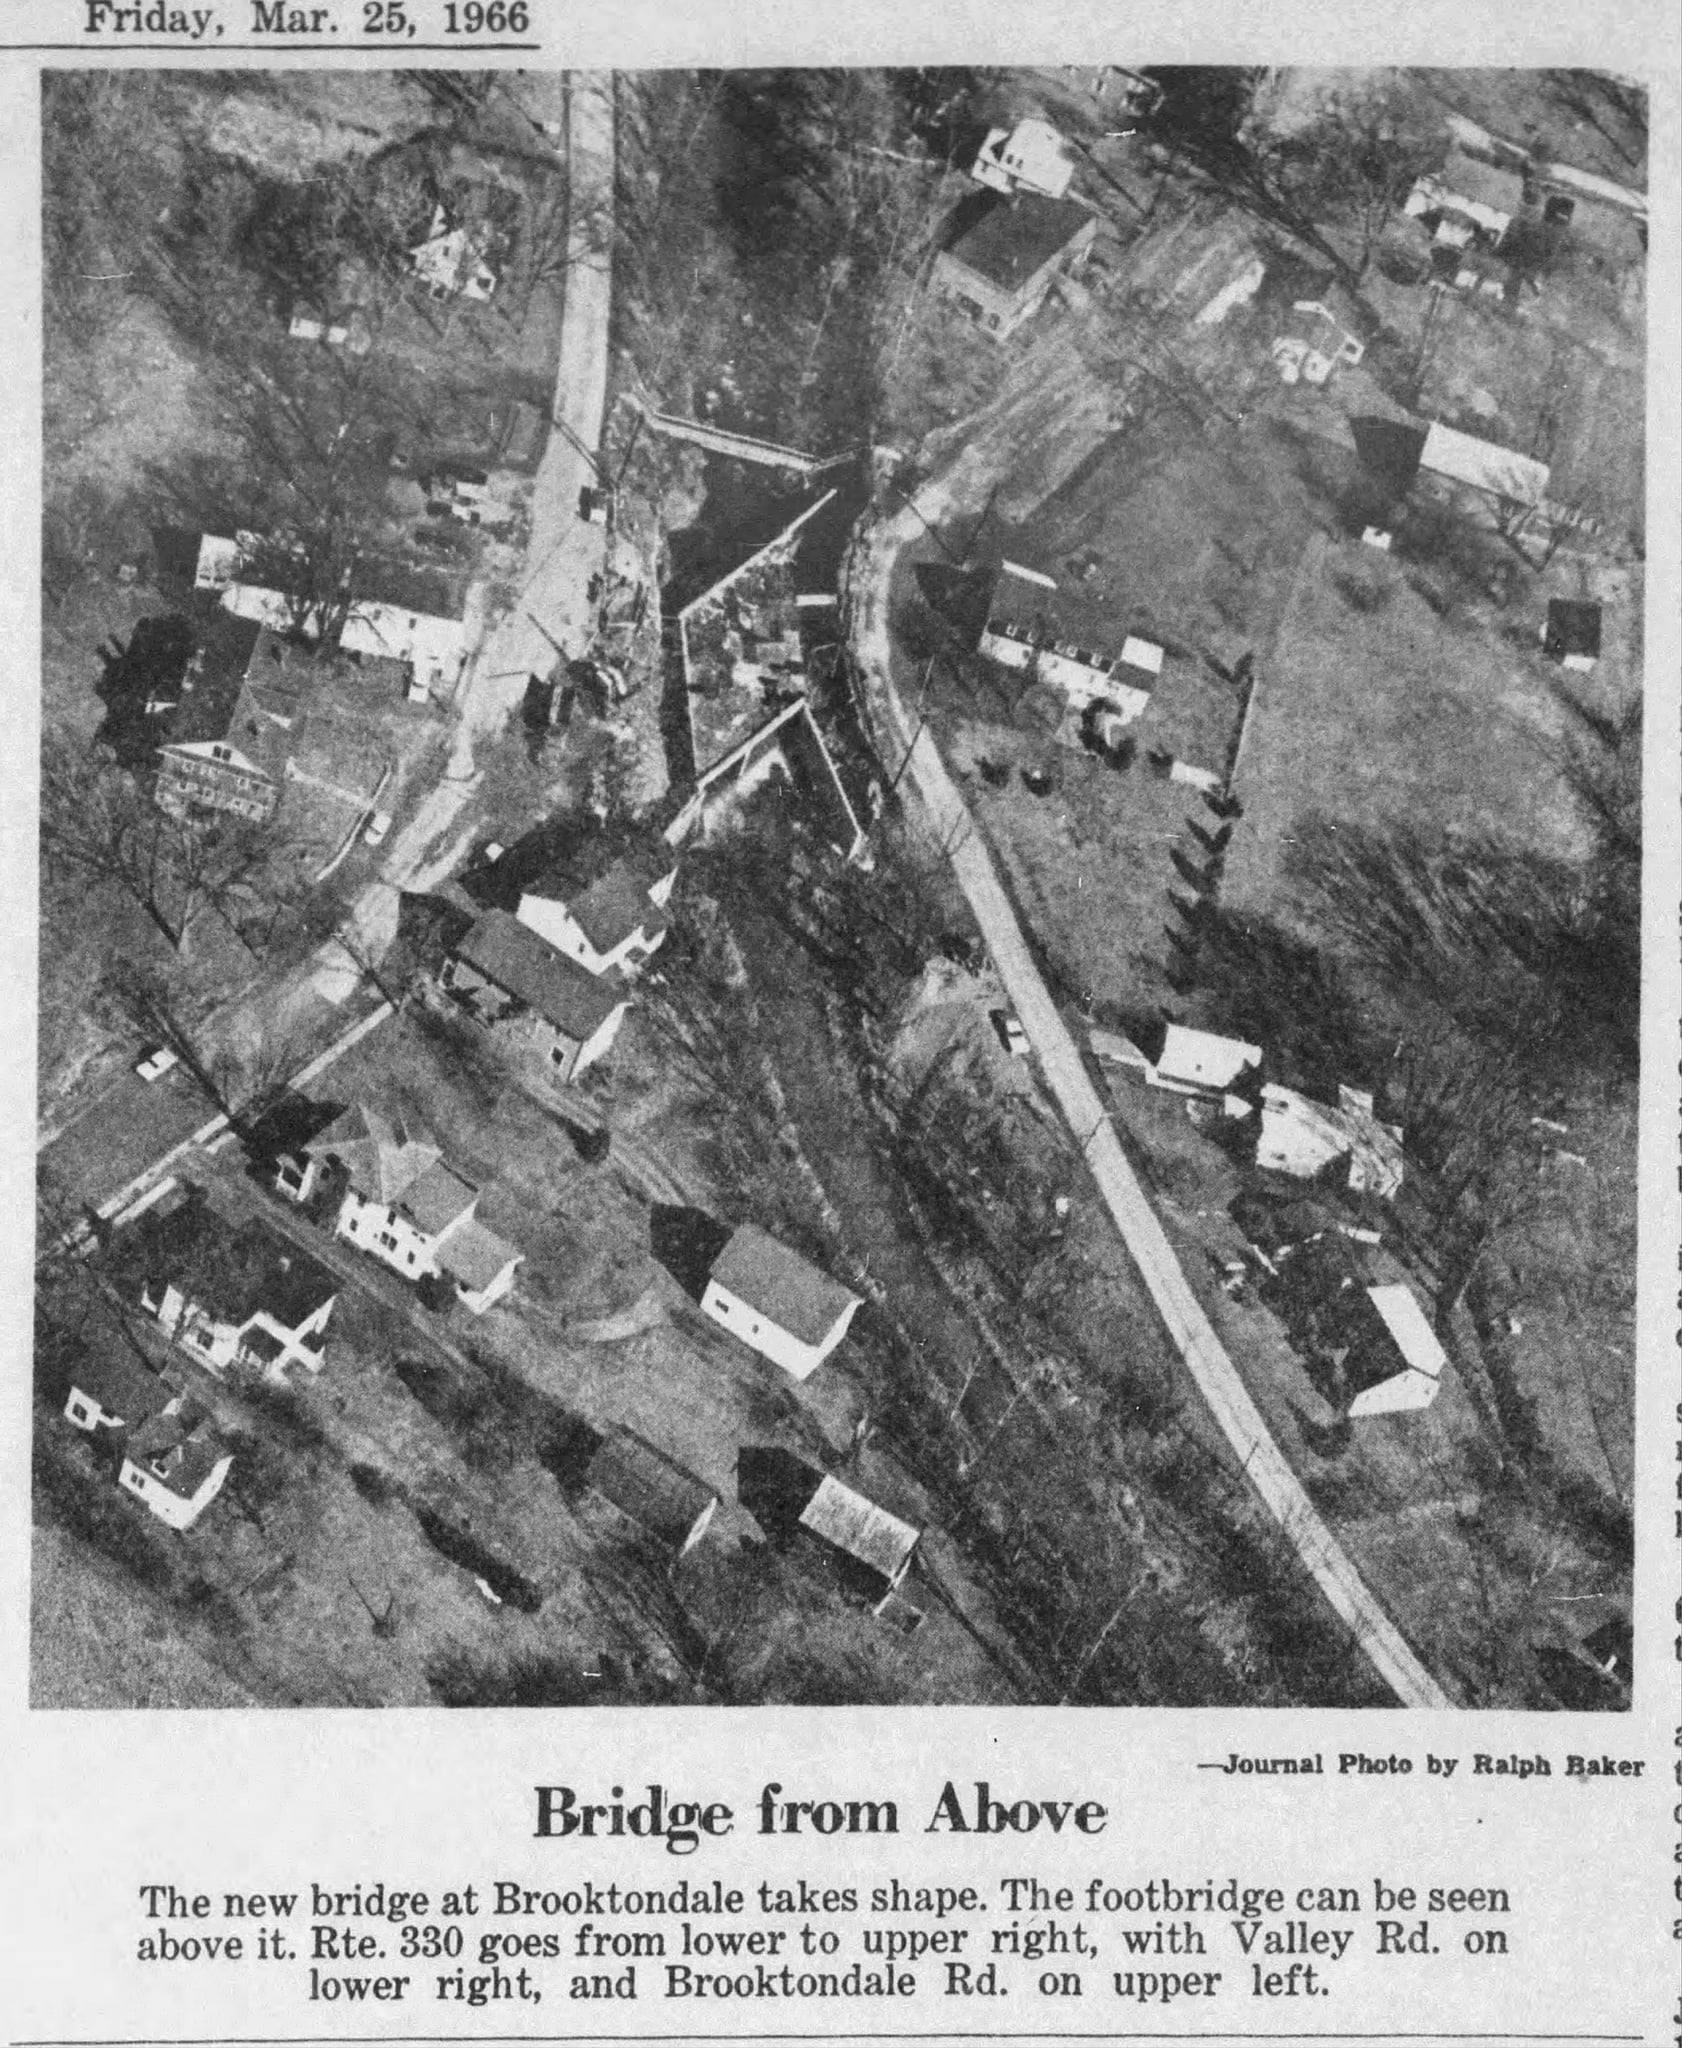 Friday, Mar. 25, 1966
—Journal Photo by Ralph Baker
Bridge from Above
The new bridge at Brooktondale takes shape. The footbridge can be seen
above it. Rte. 330 goes from lower to upper right, with Valley Rd. on
lower right, and Brooktondale Rd. on upper left.